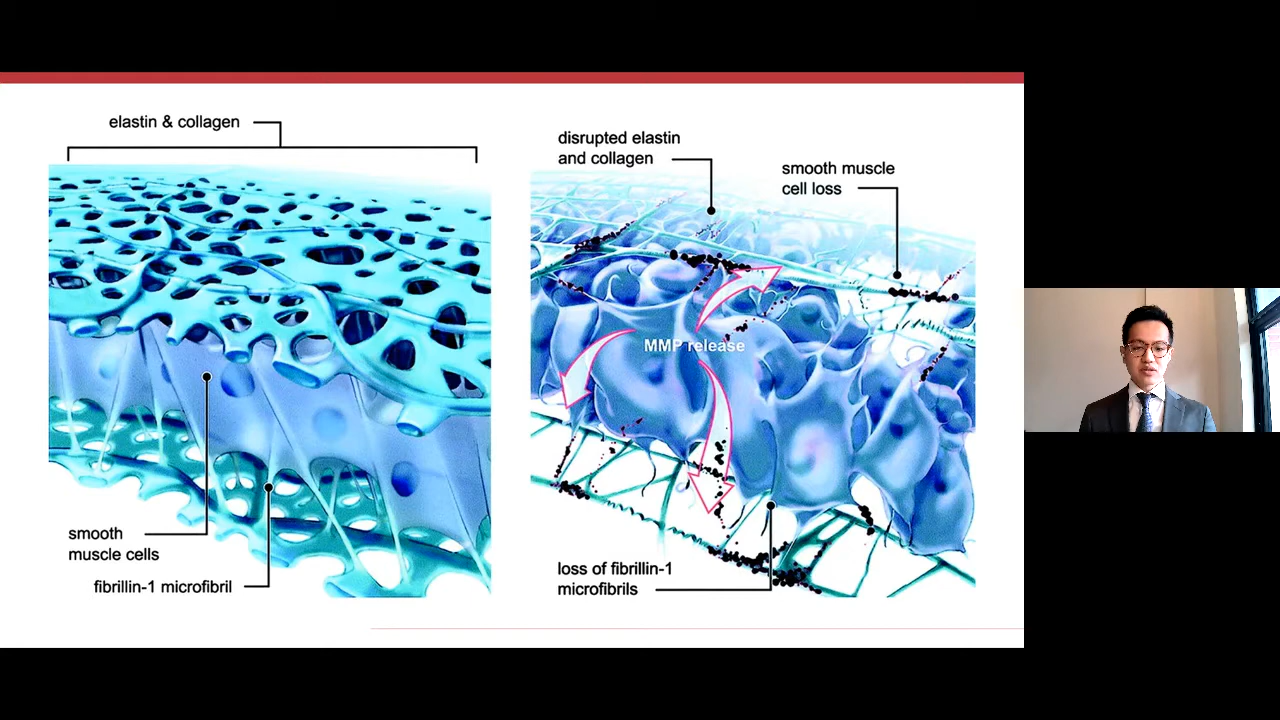 elastin & collagen
smooth
muscle cells
fibrillin-1 microfibril
disrupted elastin
and collagen
smooth muscle
cell loss
MMP release
loss of fibrillin-1
microfibrils